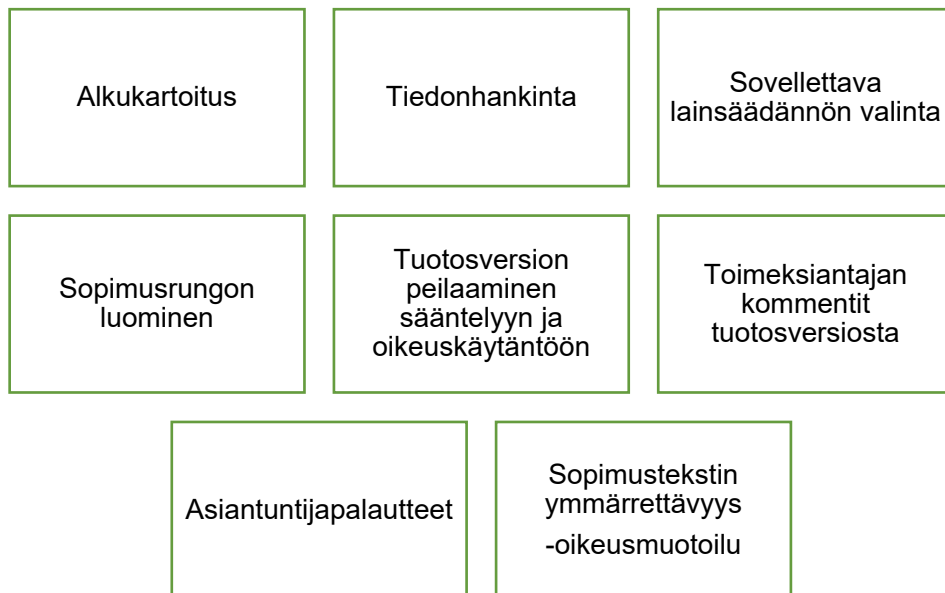 Alkukartoitus
Tiedonhankinta
Sovellettava
lainsäädännön valinta
Sopimusrungon
luominen
Tuotosversion
peilaaminen
sääntelyyn ja
oikeuskäytäntöön
Toimeksiantajan
kommentit
tuotosversiosta
Asiantuntijapalautteet
Sopimustekstin
ymmärrettävyys
-oikeusmuotoilu